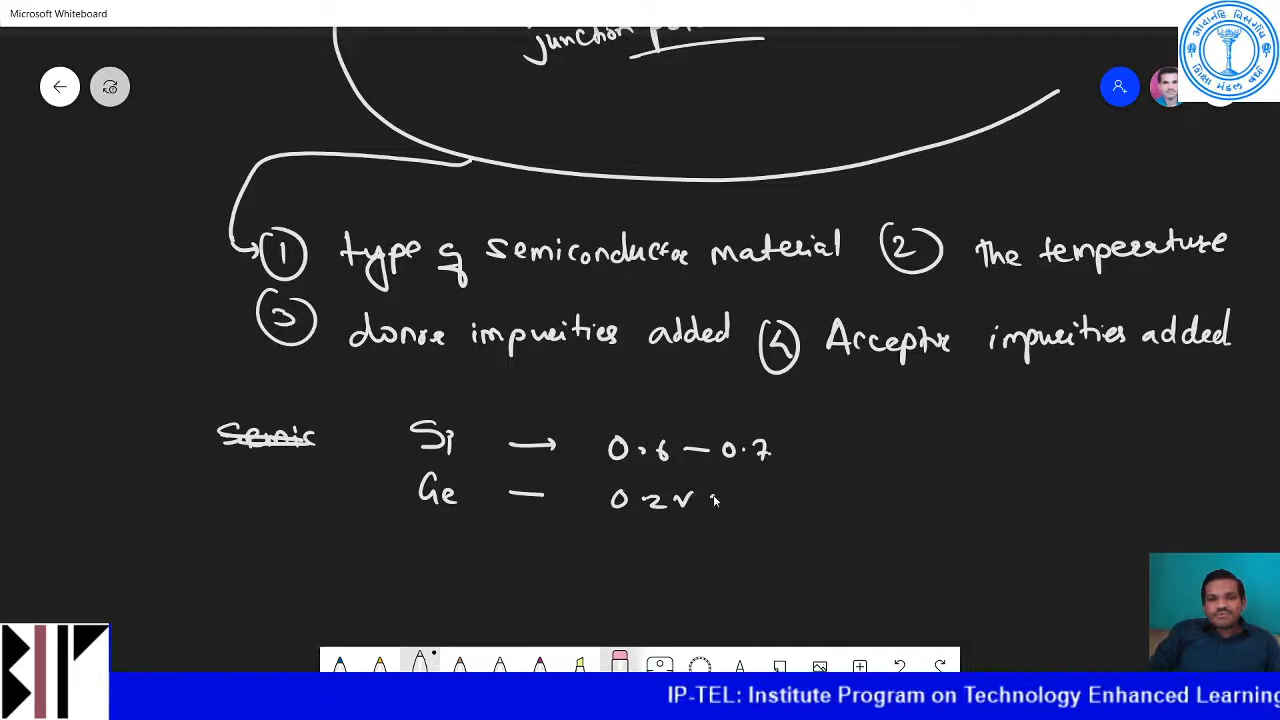 Microsoft Whiteboard
junction
① type of semiconductor material ② The temperature
③ donor impurities added ④ Acceptor impurities added
Semic Si → 0.6 – 0.7
Ge — 0.2V
IP-TEL: Institute Program on Technology Enhanced Learning